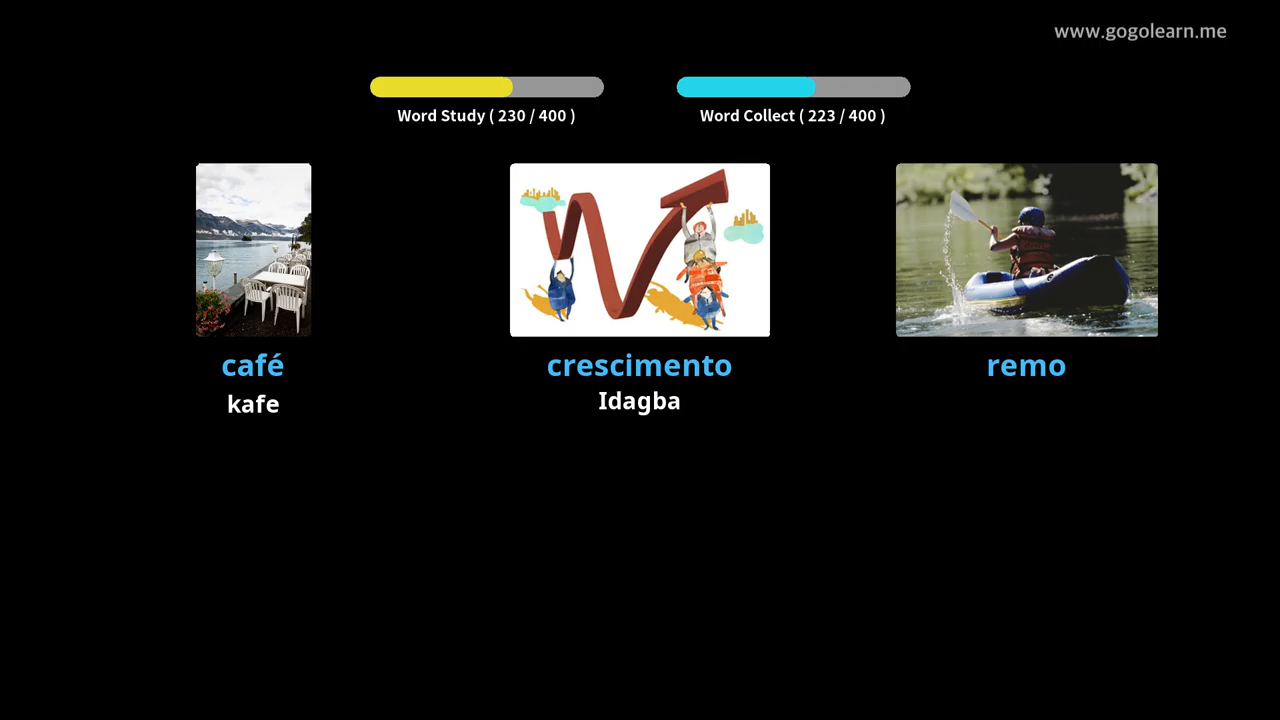 www.gogolearn.me
Word Study ( 230 / 400 )
Word Collect ( 223 / 400 )
café
kafe
crescimento
Idagba
remo